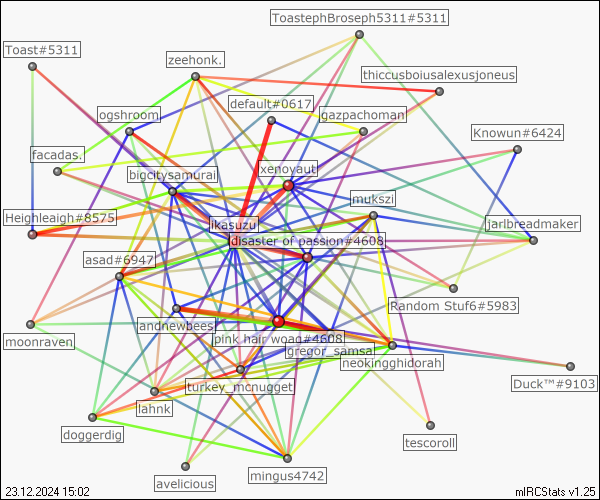 ToastephBroseph5311#5311
Toast#5311
zeehonk.
thiccusboiusalexusjoneus
default#0617
ogshroom
gazpachoman
Knowun#6424
facadas.
xenoyaut
bigcitysamurai
mukszi
Heighleaigh#8575
ikasuzu
jarlbreadmaker
disaster of passion#4608
asad#6947
Random Stuf6#5983
andnewbees
moonraven
pink hair wqad#4608
gregor_samsa
neokingghidorah
turkey_mcnugget
Duck™#9103
lahnk
doggerdig
tescoroll
mingus4742
avelicious
23.12.2024 15:02
mIRCStats v1.25